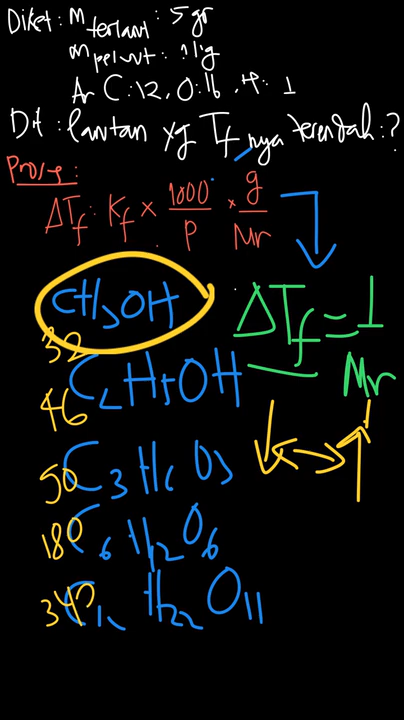 Diket: m terlarut : 5 gr
m pelarut : 1 kg
Ar C : 12, O : 16, H : 1
Dit : larutan yg Tf nya terendah : ?
ΔTf : Kf × 1000/P × g/Mr
CH3OH
32
ΔTf = 1/Mr
C2H5OH
46
C3H6O3
50
C6H12O6
180
C12H22O11
342